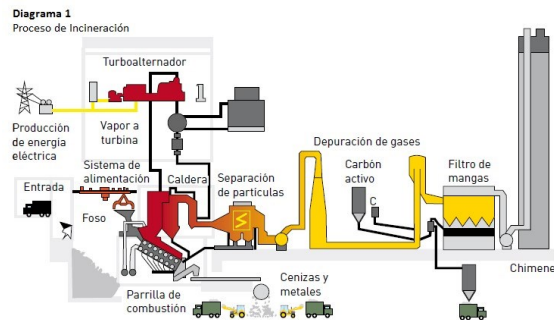 Diagrama 1
Proceso de Incineración
Turboalternador
Producción
de energía
eléctrica
Vapor a
turbina
Depuración de gases
Sistema de
alimentación
Caldera
Separación
de particulas
Carbón
activo
Filtro de
mangas
Entrada
Foso
C
Parrilla de
combustión
Cenizas y
metales
Chimene